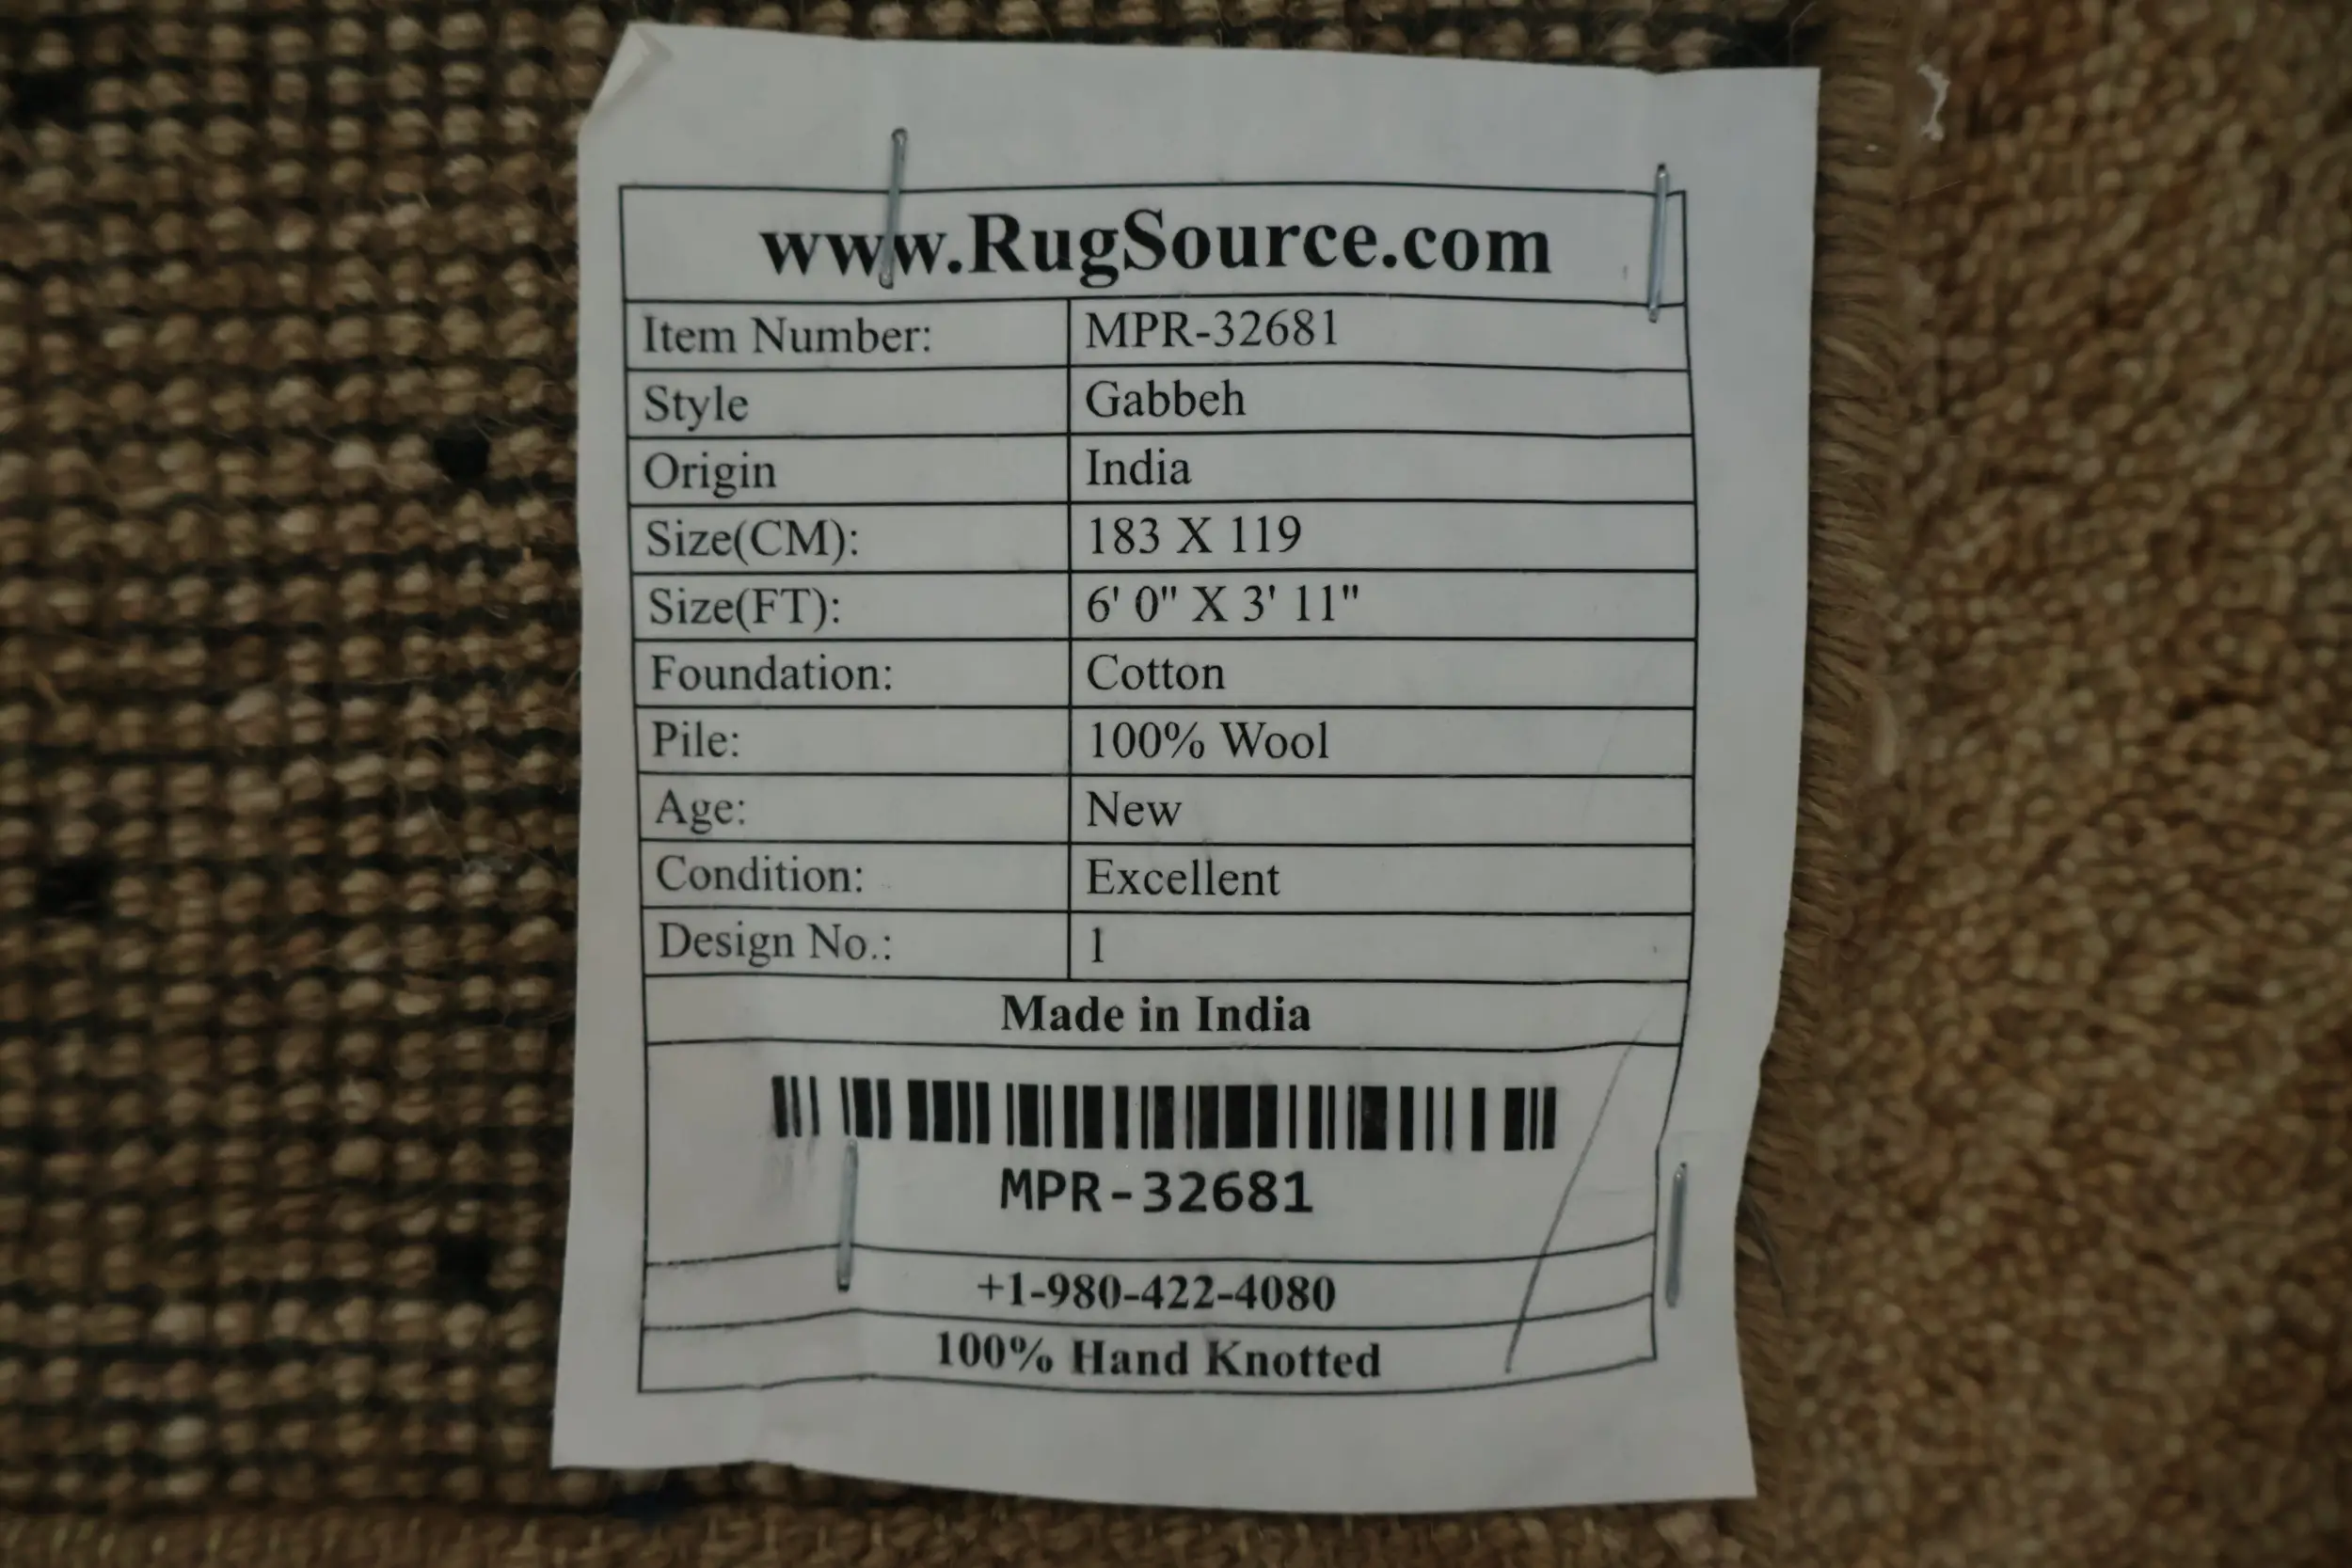 www.RugSource.com
Item Number: MPR-32681
Style Gabbeh
Origin India
Size(CM): 183 X 119
Size(FT): 6' 0" X 3' 11"
Foundation: Cotton
Pile: 100% Wool
Age: New
Condition: Excellent
Design No.: 1
Made in India
MPR-32681
+1-980-422-4080
100% Hand Knotted